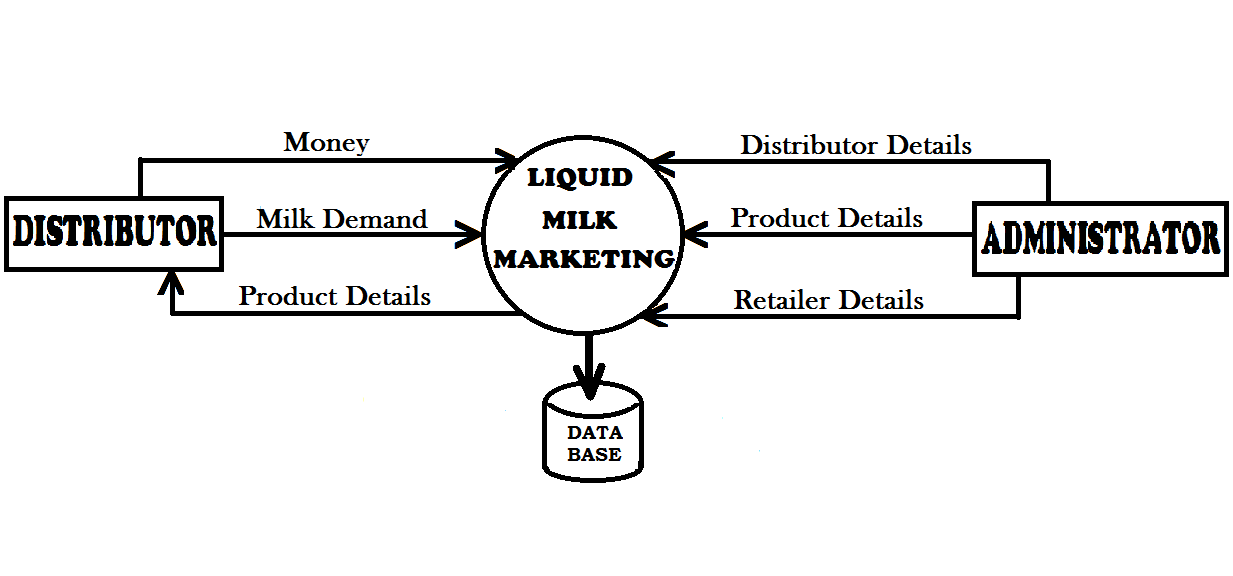 Money
Distributor Details
LIQUID
MILK
MARKETING
DISTRIBUTOR
Milk Demand
Product Details
ADMINISTRATOR
Product Details
Retailer Details
DATA
BASE